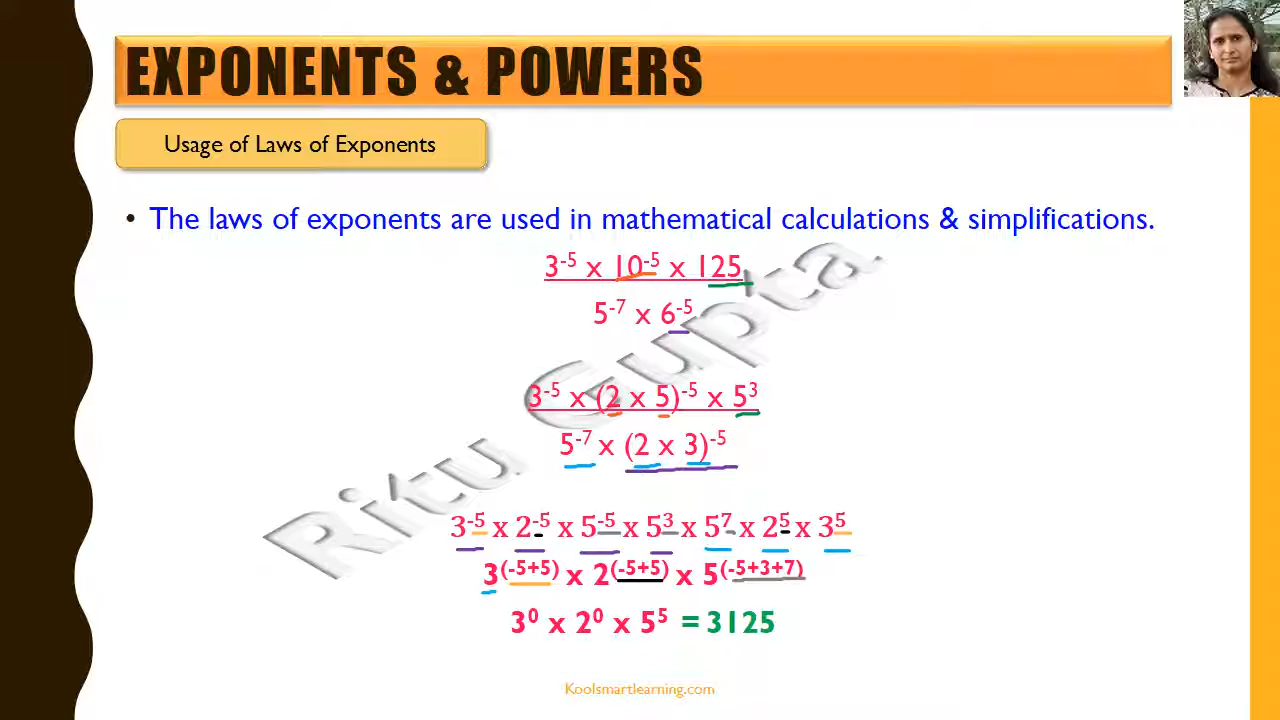 EXPONENTS & POWERS
Usage of Laws of Exponents
• The laws of exponents are used in mathematical calculations & simplifications.
3⁻⁵ x 10⁻⁵ x 125
5⁻⁷ x 6⁻⁵
3⁻⁵ x (2 x 5)⁻⁵ x 5³
5⁻⁷ x (2 x 3)⁻⁵
3⁻⁵ x 2⁻⁵ x 5⁻⁵ x 5³ x 5⁷ x 2⁵ x 3⁵
3⁽⁻⁵⁺⁵⁾ x 2⁽⁻⁵⁺⁵⁾ x 5⁽⁻⁵⁺³⁺⁷⁾
3⁰ x 2⁰ x 5⁵ = 3125
Ritu Gupta
Koolsmartlearning.com